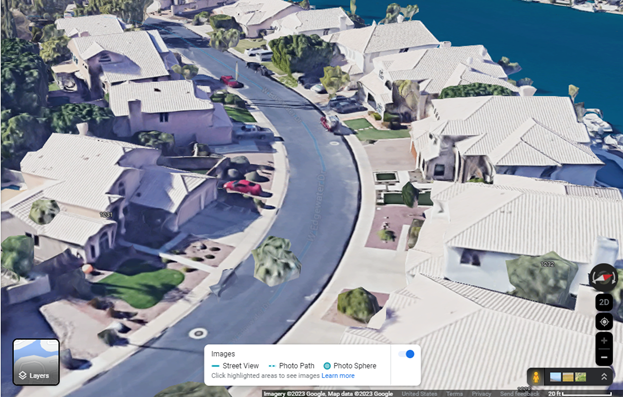 2D
Images
Street View Photo Path Photo Sphere
Click highlighted areas to see images Learn more
Layers
Imagery ©2023 Google, Map data ©2023 Google United States Terms Privacy Send feedback 20 ft